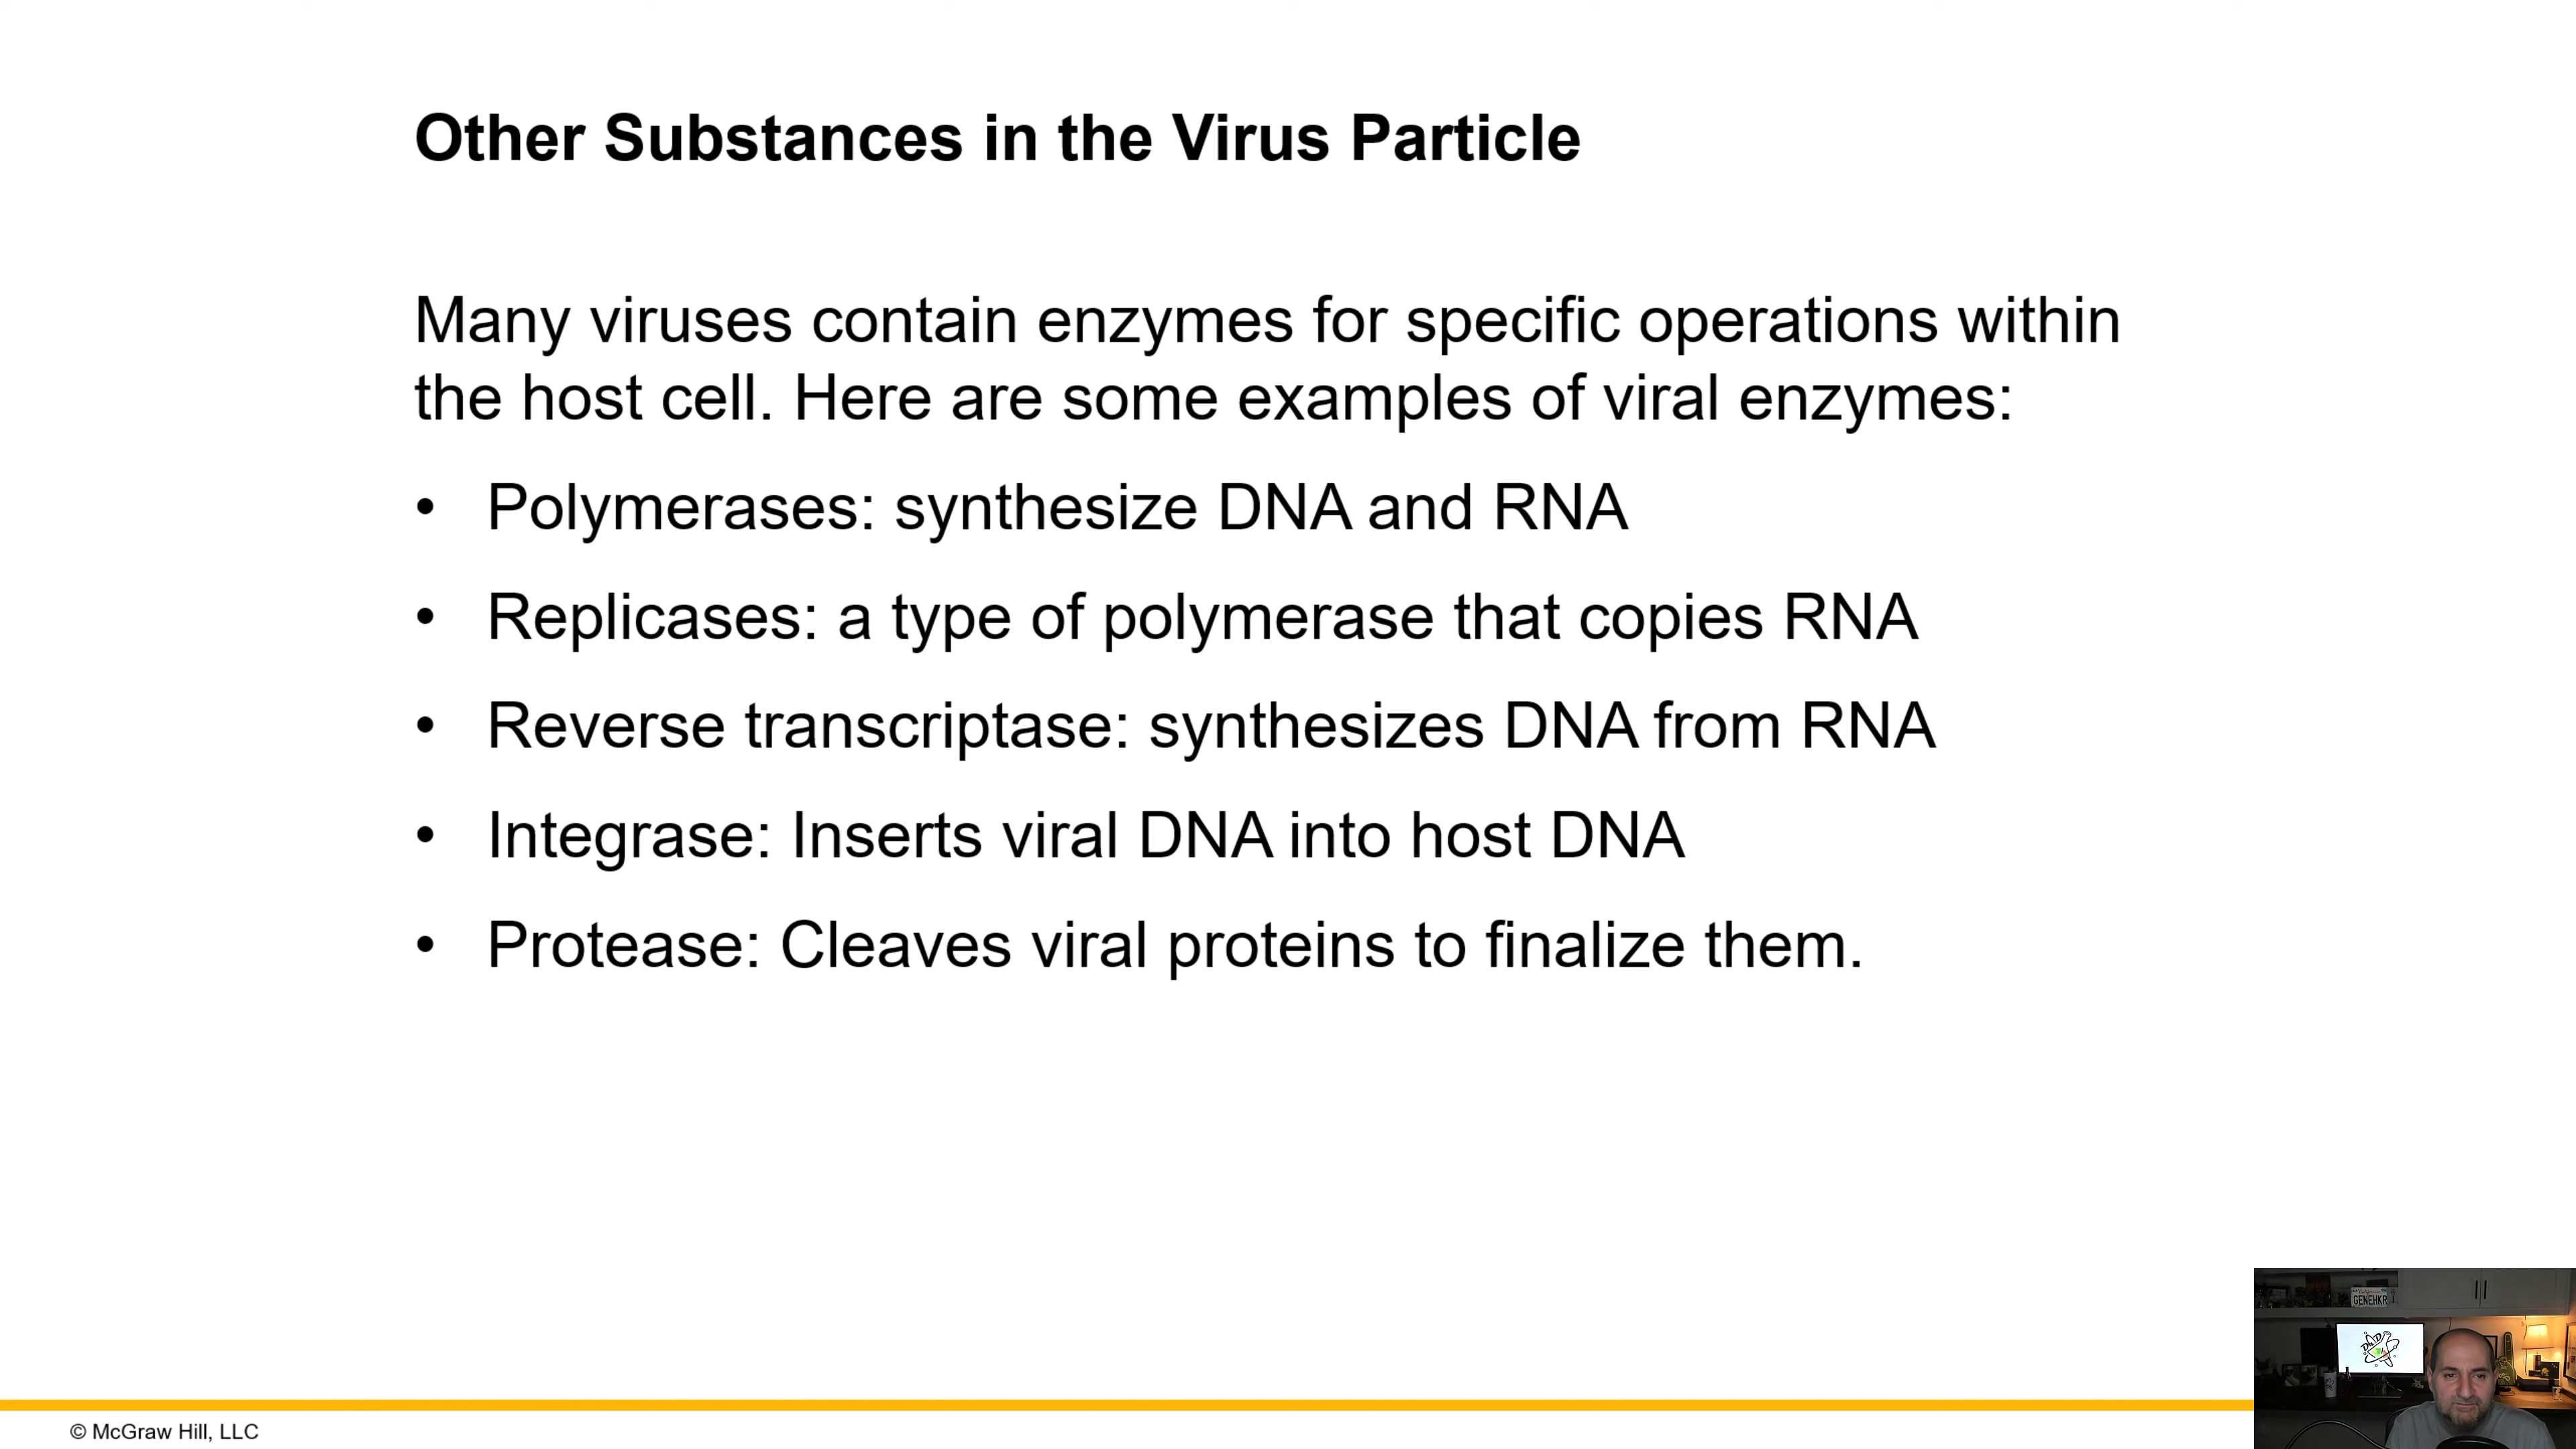 Other Substances in the Virus Particle
Many viruses contain enzymes for specific operations within
the host cell. Here are some examples of viral enzymes:
• Polymerases: synthesize DNA and RNA
• Replicases: a type of polymerase that copies RNA
• Reverse transcriptase: synthesizes DNA from RNA
• Integrase: Inserts viral DNA into host DNA
• Protease: Cleaves viral proteins to finalize them.
GENEHKR
© McGraw Hill, LLC